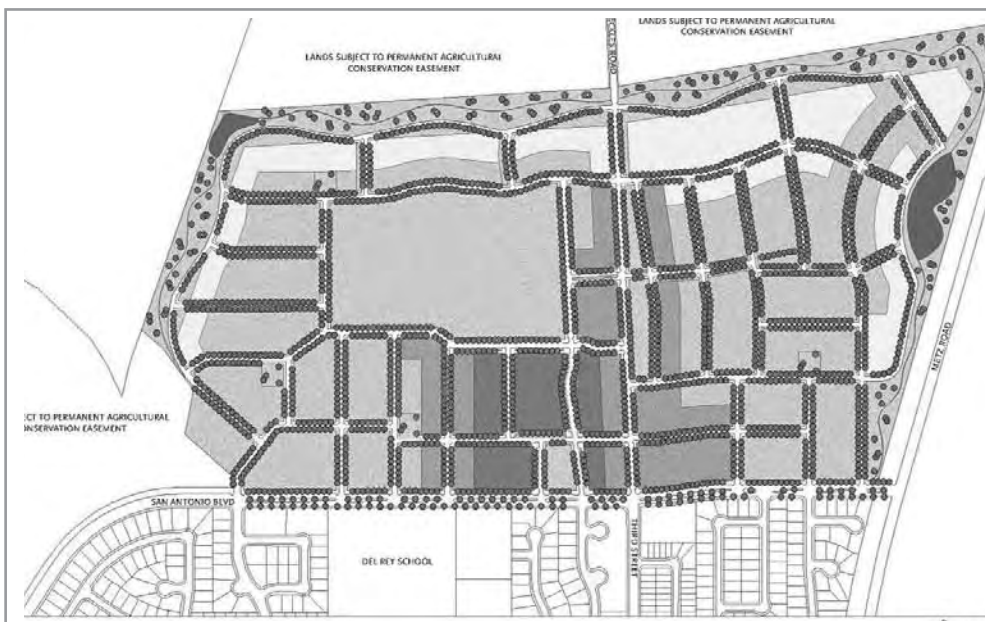 LANDS SUBJECT TO PERMANENT AGRICULTURAL
CONSERVATION EASEMENT
LANDS SUBJECT TO PERMANENT AGRICULTURAL
CONSERVATION EASEMENT
ROAD
METZ ROAD
ECT TO PERMANENT AGRICULTURAL
ONSERVATION EASEMENT
SAN ANTONIO BLVD
DEL REY SCHOOL
THIRD STREET